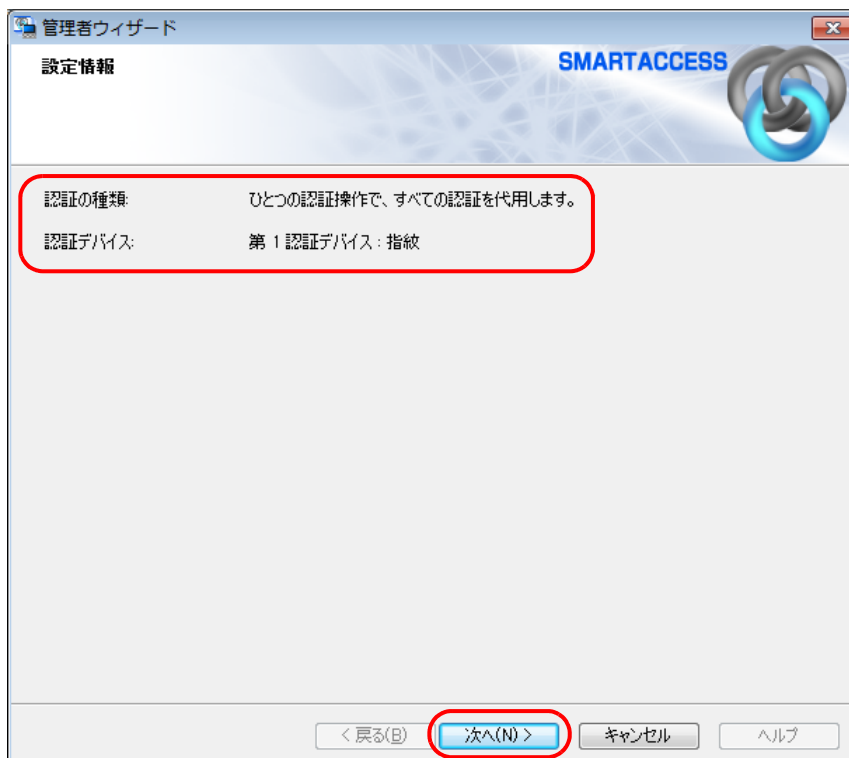 管理者ウィザード
設定情報
SMARTACCESS
認証の種類: ひとつの認証操作で、すべての認証を代用します。
認証デバイス: 第 1 認証デバイス : 指紋
< 戻る(B) 次へ(N) > キャンセル ヘルプ